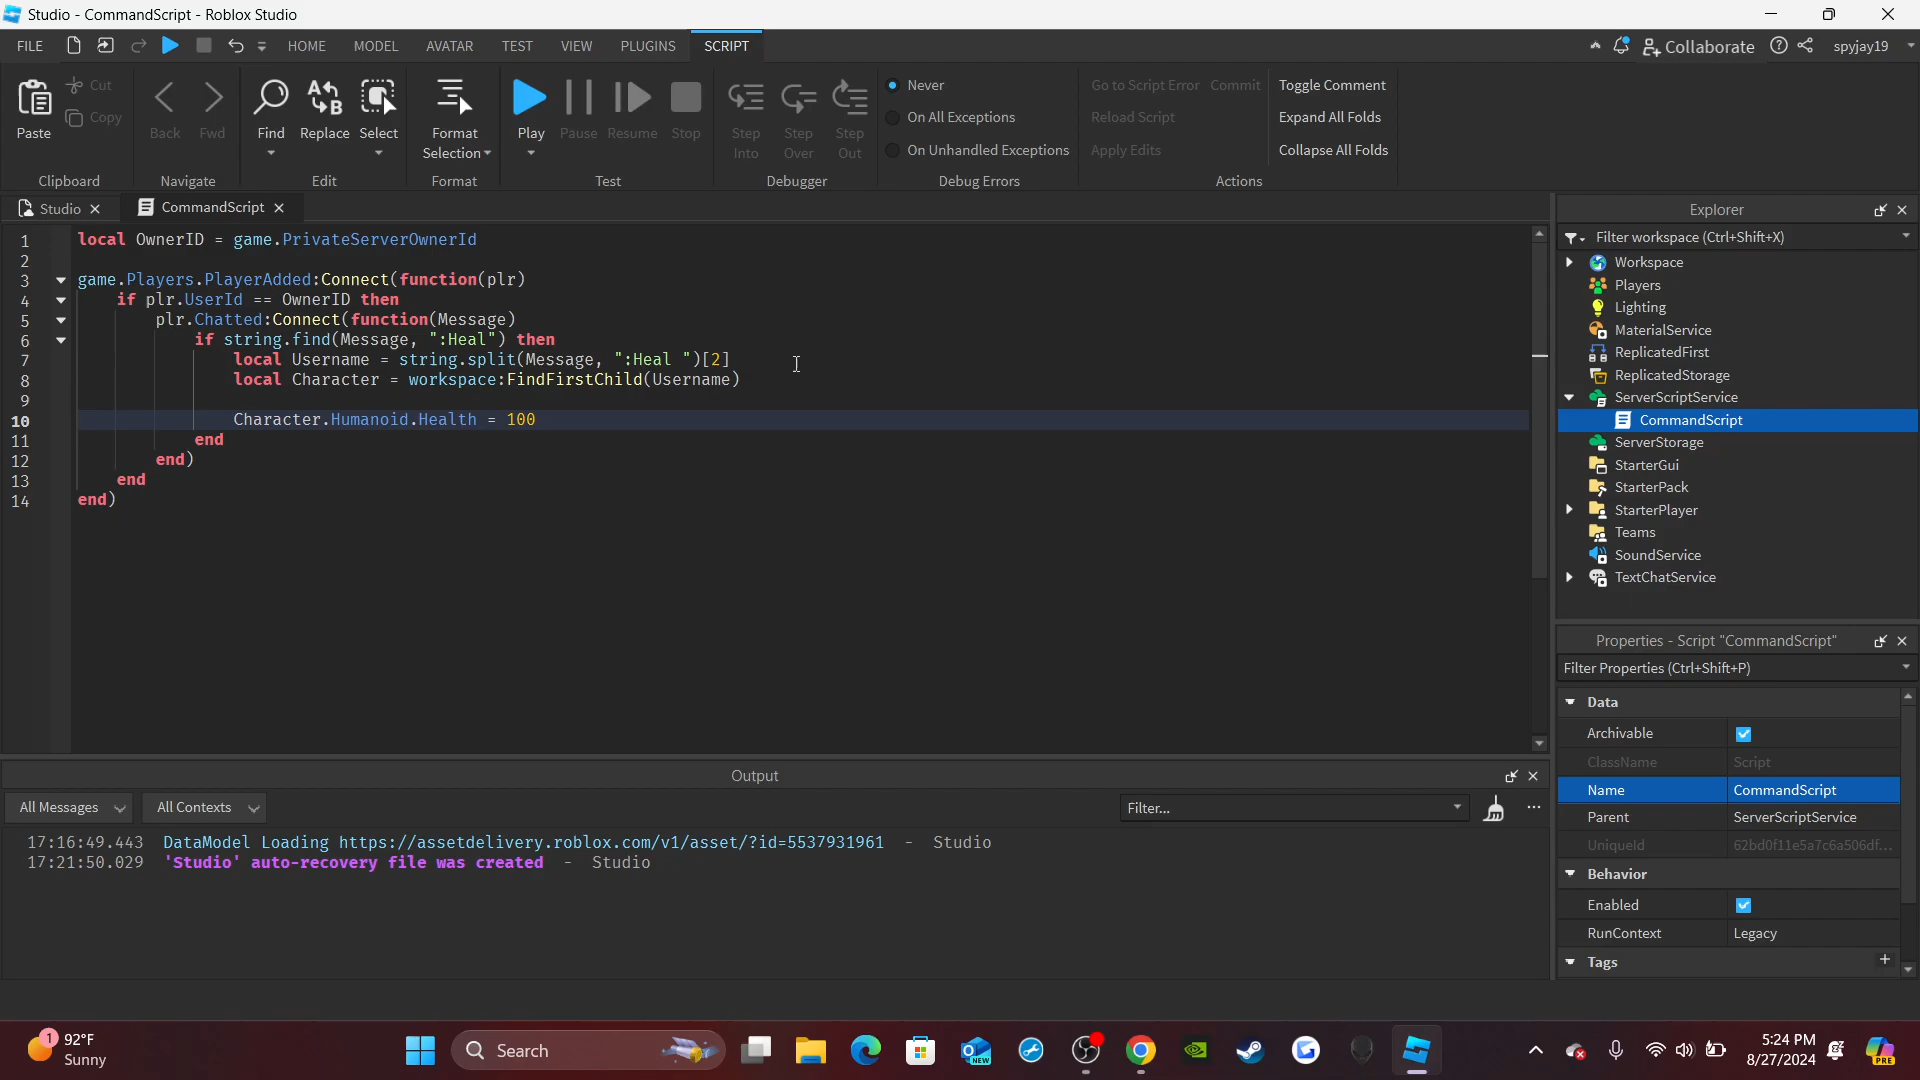 Studio - CommandScript - Roblox Studio
FILE HOME MODEL AVATAR TEST VIEW PLUGINS SCRIPT Collaborate spyjay19
Paste Cut Copy Back Fwd Find Replace Select Format Selection Play Pause Resume Stop Step Into Step Over Step Out
Never
On All Exceptions
On Unhandled Exceptions
Go to Script Error Commit
Reload Script
Apply Edits
Toggle Comment
Expand All Folds
Collapse All Folds
Clipboard Navigate Edit Format Test Debugger Debug Errors Actions
Studio CommandScript
1 local OwnerID = game.PrivateServerOwnerId
2
3 game.Players.PlayerAdded:Connect(function(plr)
4 if plr.UserId == OwnerID then
5 plr.Chatted:Connect(function(Message)
6 if string.find(Message, ":Heal") then
7 local Username = string.split(Message, ":Heal ")[2]
8 local Character = workspace:FindFirstChild(Username)
9
10 Character.Humanoid.Health = 100
11 end
12 end)
13 end
14 end)
Explorer
Filter workspace (Ctrl+Shift+X)
Workspace
Players
Lighting
MaterialService
ReplicatedFirst
ReplicatedStorage
ServerScriptService
CommandScript
ServerStorage
StarterGui
StarterPack
StarterPlayer
Teams
SoundService
TextChatService
Properties - Script "CommandScript"
Filter Properties (Ctrl+Shift+P)
Data
Archivable
ClassName Script
Name CommandScript
Parent ServerScriptService
UniqueId 62bd0f11e5a7c6a506df...
Behavior
Enabled
RunContext Legacy
Tags +
Output
All Messages All Contexts Filter... ...
17:16:49.443 DataModel Loading https://assetdelivery.roblox.com/v1/asset/?id=5537931961 - Studio
17:21:50.029 'Studio' auto-recovery file was created - Studio
1 92°F
Sunny
Search
NEW
5:24 PM
8/27/2024
PRE